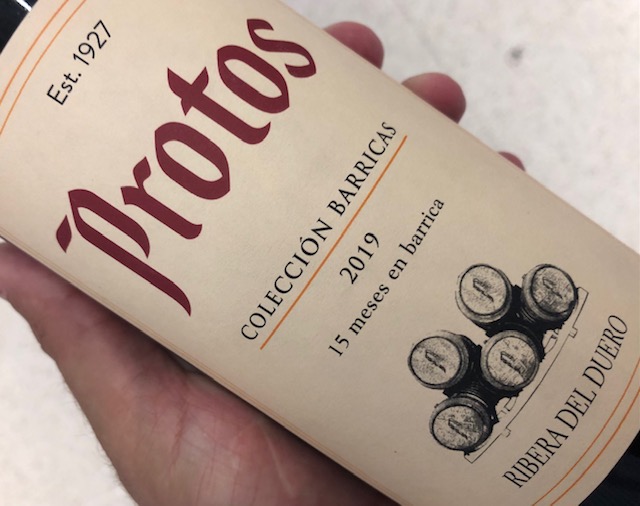 Est. 1927
Protos
COLECCIÓN BARRICAS
2019
15 meses en barrica
RIBERA DEL DUERO